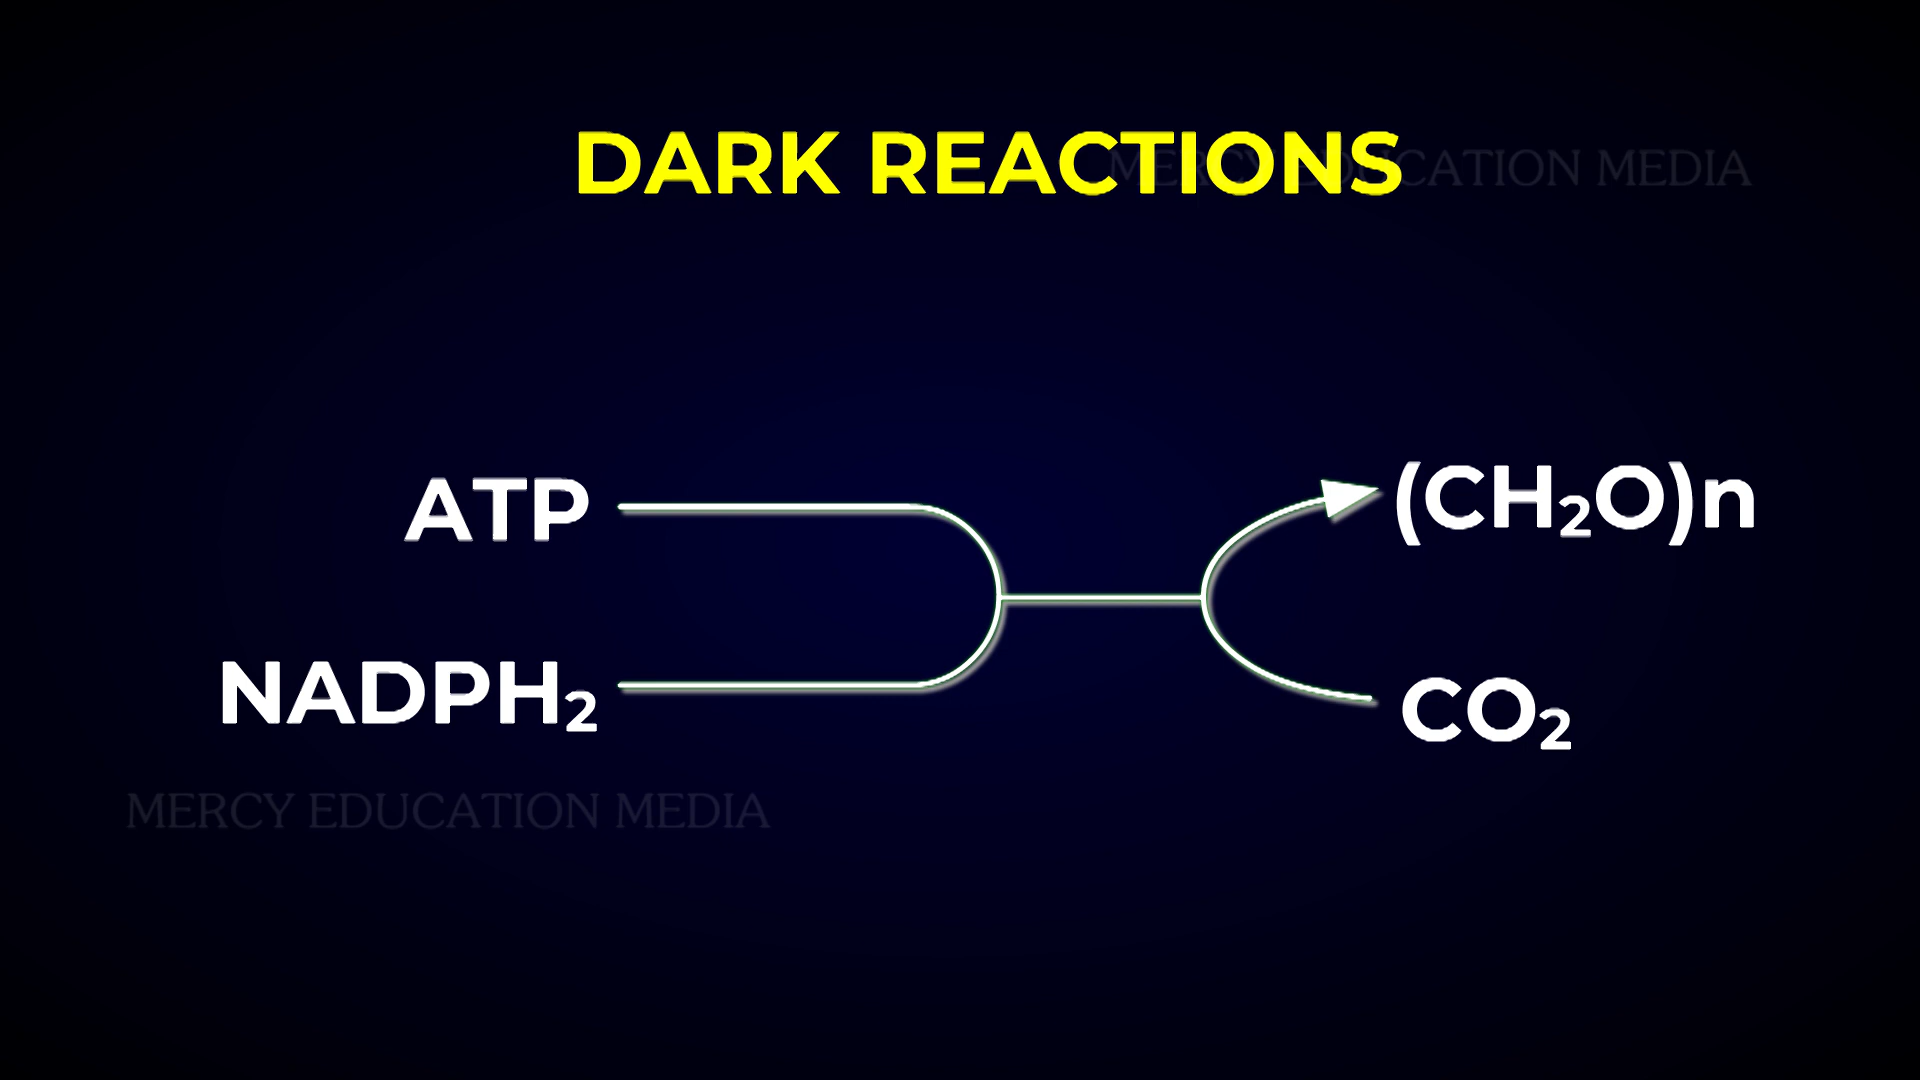 DARK REACTIONS
MERCY EDUCATION MEDIA
ATP
(CH₂O)n
NADPH₂
CO₂
MERCY EDUCATION MEDIA